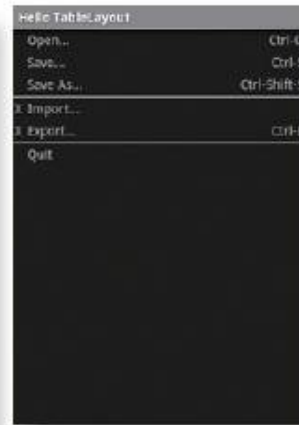 Hello TableLayout
Open... Ctrl-
Save... Ctrl-
Save As... Ctrl-Shift-
X Import...
X Export... Ctrl-
Quit